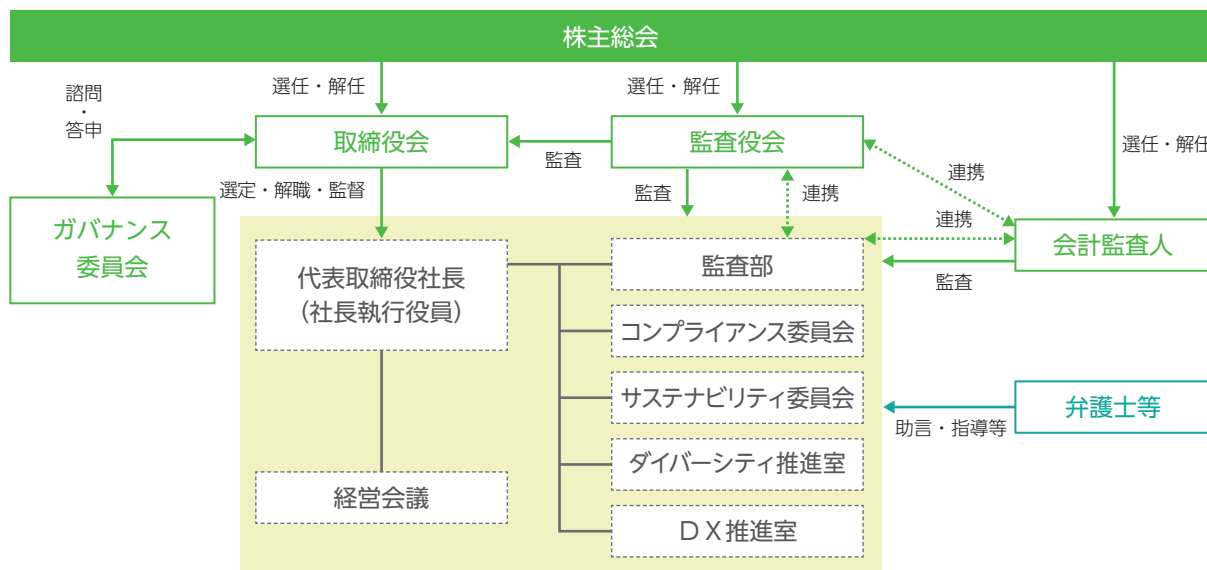 株主総会
諮問
・
答申
選任・解任
選任・解任
選任・解任
取締役会
監査
監査役会
選定・解職・監督
監査
連携
連携
連携
ガバナンス
委員会
会計監査人
監査
代表取締役社長
（社長執行役員）
監査部
コンプライアンス委員会
サステナビリティ委員会
弁護士等
助言・指導等
ダイバーシティ推進室
経営会議
ＤＸ推進室